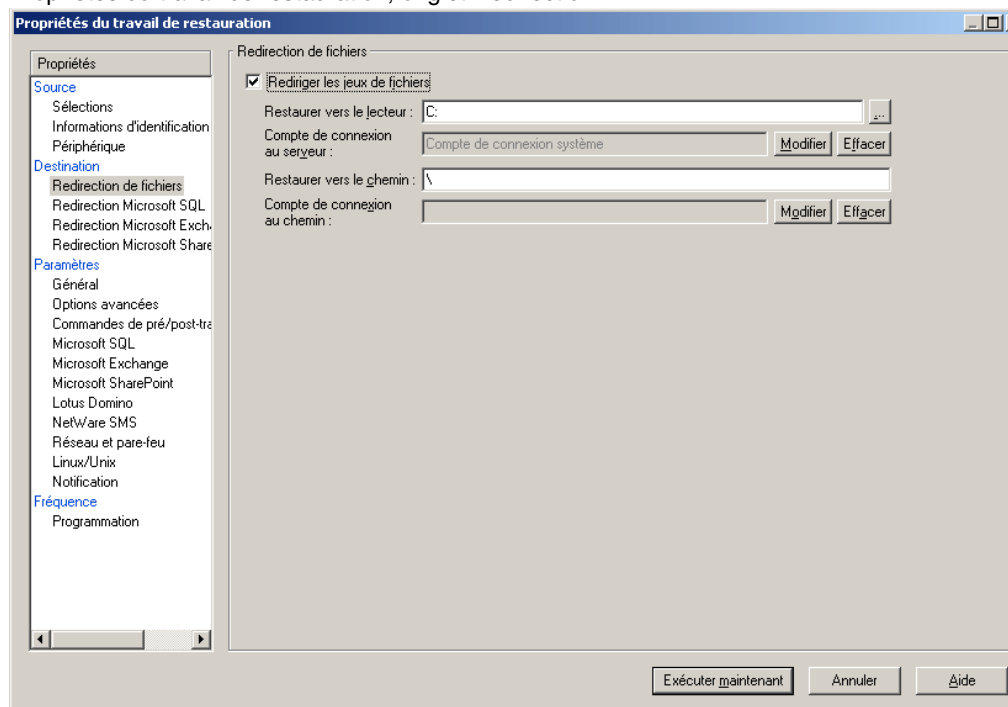 Propriétés du travail de restauration
Propriétés
Source
Sélections
Informations d'identification
Périphérique
Destination
Redirection de fichiers
Redirection Microsoft SQL
Redirection Microsoft Exch
Redirection Microsoft Share
Paramètres
Général
Options avancées
Commandes de pré/post-tra
Microsoft SQL
Microsoft Exchange
Microsoft SharePoint
Lotus Domino
NetWare SMS
Réseau et pare-feu
Linux/Unix
Notification
Fréquence
Programmation
Redirection de fichiers
Rediriger les jeux de fichiers
Restaurer vers le lecteur : C: ...
Compte de connexion
au serveur : Compte de connexion système Modifier Effacer
Restaurer vers le chemin : \
Compte de connexion
au chemin : Modifier Effacer
Exécuter maintenant Annuler Aide